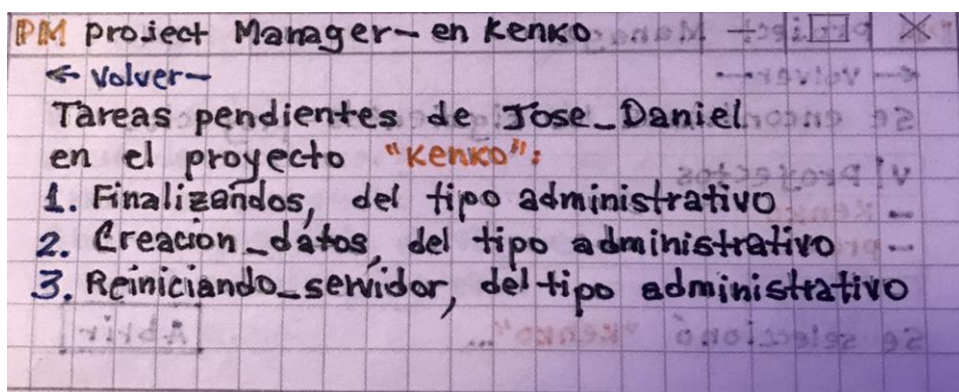 PM project Manager- en Kenko
← Volver-
Tareas pendientes de Jose_Daniel
en el proyecto "Kenko":
1. Finalizandos, del tipo administrativo
2. Creacion_datos, del tipo administrativo
3. Reiniciando_servidor, del tipo administrativo